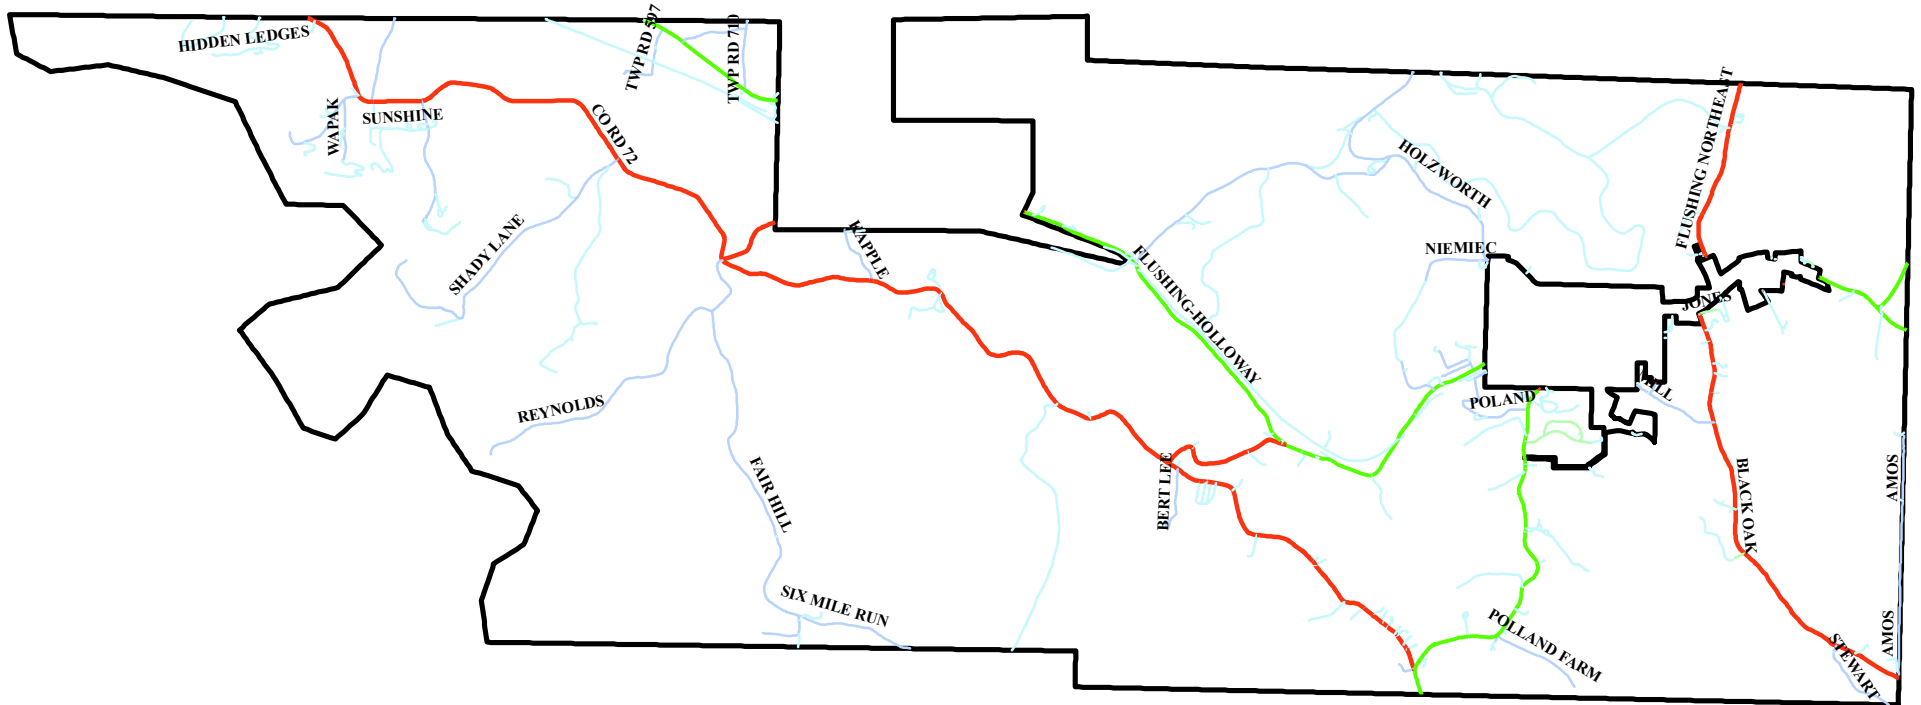 HIDDEN LEDGES
TWP RD 597
TWP RD 710
WAPAK
SUNSHINE
CO RD 72
FLUSHING NORTHEAST
HOLZWORTH
SHADY LANE
KAPPLE
NIEMIEC
FLUSHING-HOLLOWAY
JONES
REYNOLDS
POLAND
FAIR HILL
BERT LEE
BLACK OAK
AMOS
SIX MILE RUN
POLLAND FARM
AMOS
STEWART